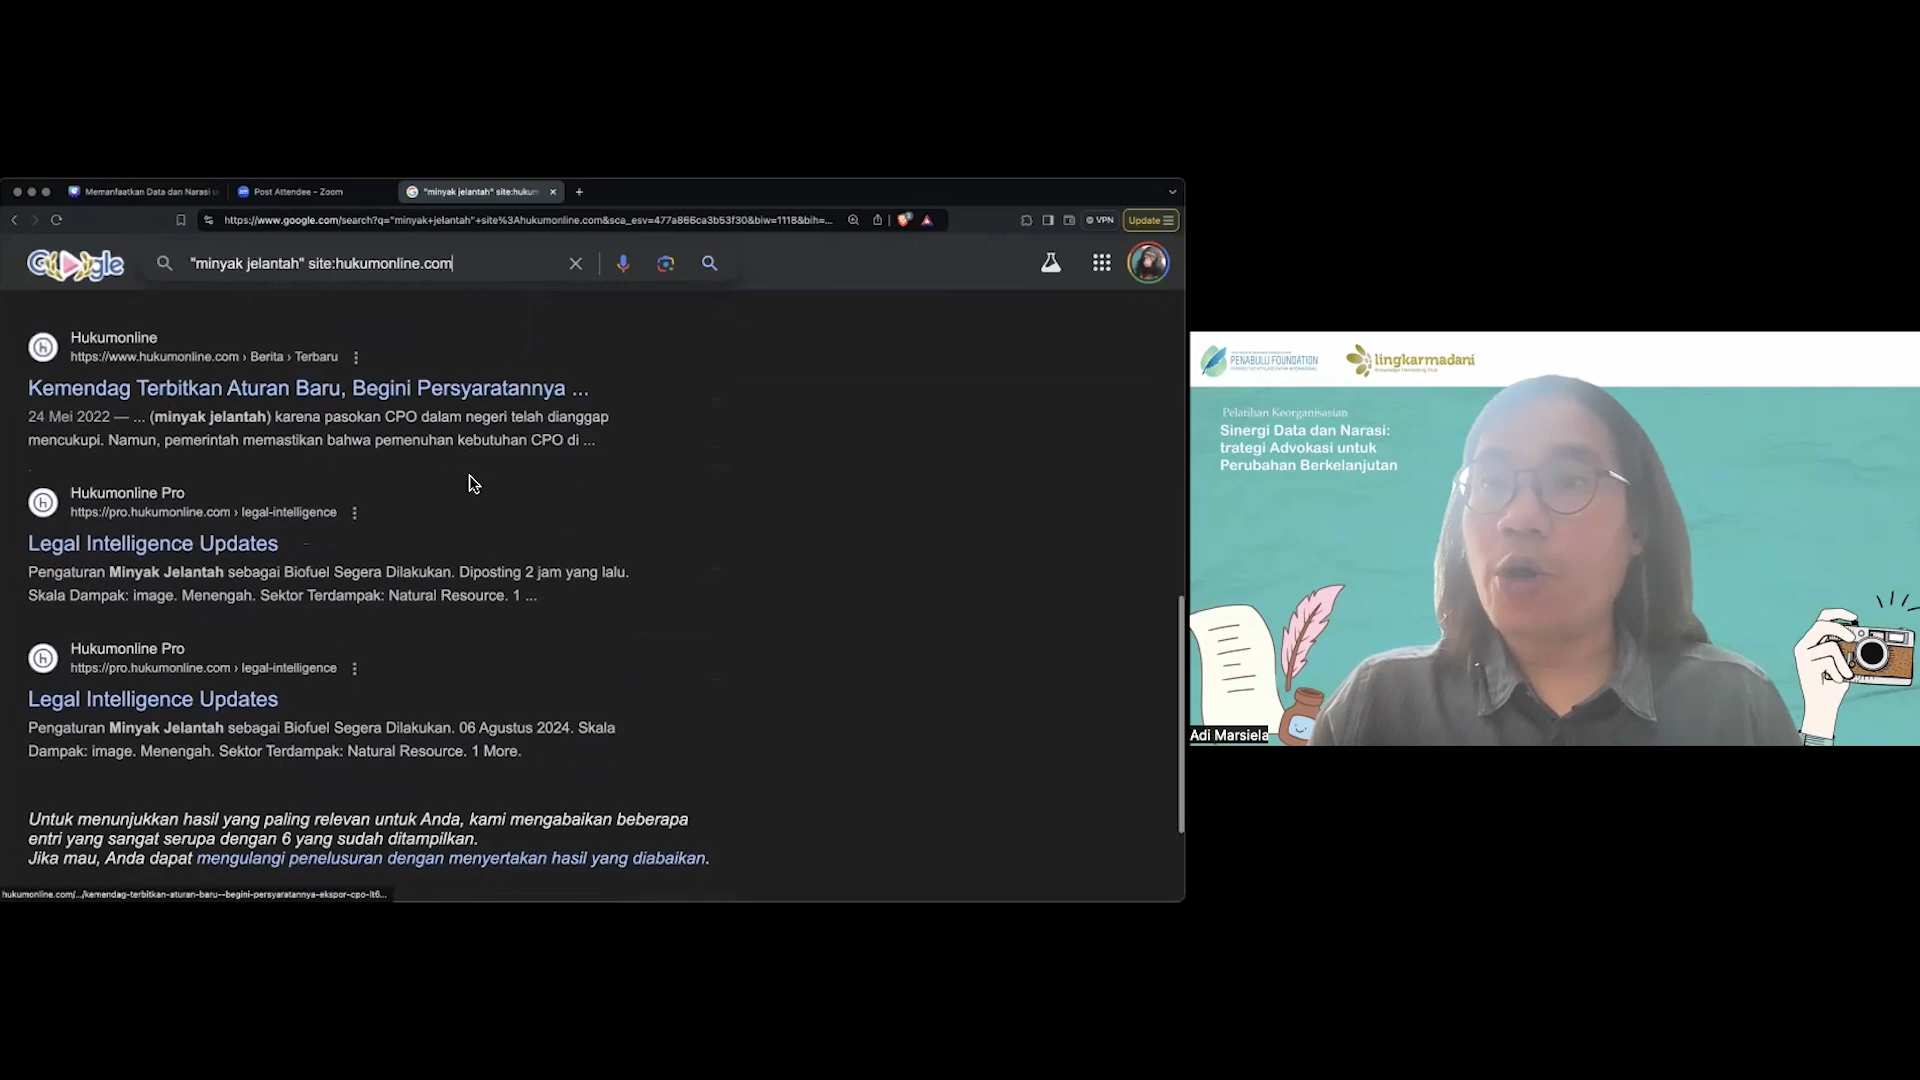 Memanfaatkan Data dan Narasi
Post Attendee – Zoom
"minyak jelantah" site:hukum
https://www.google.com/search?q="minyak+jelantah"+site%3Ahukumonline.com&sca_esv=477a866ca3b53f30&biw=1118&bih=...
VPN
Update
Google
"minyak jelantah" site:hukumonline.com
Hukumonline
https://www.hukumonline.com › Berita › Terbaru
Kemendag Terbitkan Aturan Baru, Begini Persyaratannya ...
24 Mei 2022 — ... (minyak jelantah) karena pasokan CPO dalam negeri telah dianggap
mencukupi. Namun, pemerintah memastikan bahwa pemenuhan kebutuhan CPO di ...
Hukumonline Pro
https://pro.hukumonline.com › legal-intelligence
Legal Intelligence Updates
Pengaturan Minyak Jelantah sebagai Biofuel Segera Dilakukan. Diposting 2 jam yang lalu.
Skala Dampak: image. Menengah. Sektor Terdampak: Natural Resource. 1 ...
Hukumonline Pro
https://pro.hukumonline.com › legal-intelligence
Legal Intelligence Updates
Pengaturan Minyak Jelantah sebagai Biofuel Segera Dilakukan. 06 Agustus 2024. Skala
Dampak: image. Menengah. Sektor Terdampak: Natural Resource. 1 More.
Untuk menunjukkan hasil yang paling relevan untuk Anda, kami mengabaikan beberapa
entri yang sangat serupa dengan 6 yang sudah ditampilkan.
Jika mau, Anda dapat mengulangi penelusuran dengan menyertakan hasil yang diabaikan.
hukumonline.com/.../kemendag-terbitkan-aturan-baru--begini-persyaratannya-ekspor-cpo-lt6...
PENABULU FOUNDATION
lingkarmadani
Pelatihan Keorganisasian
Sinergi Data dan Narasi:
trategi Advokasi untuk
Perubahan Berkelanjutan
Adi Marsiela